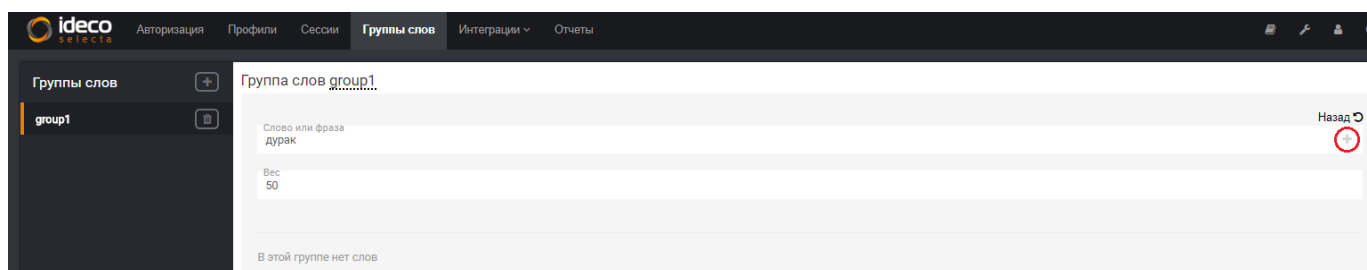 ideco
selecta
Авторизация Профили Сессии Группы слов Интеграции Отчеты
Группы слов
group1
Группа слов group1
Назад
Слово или фраза
дурак
Вес
50
В этой группе нет слов